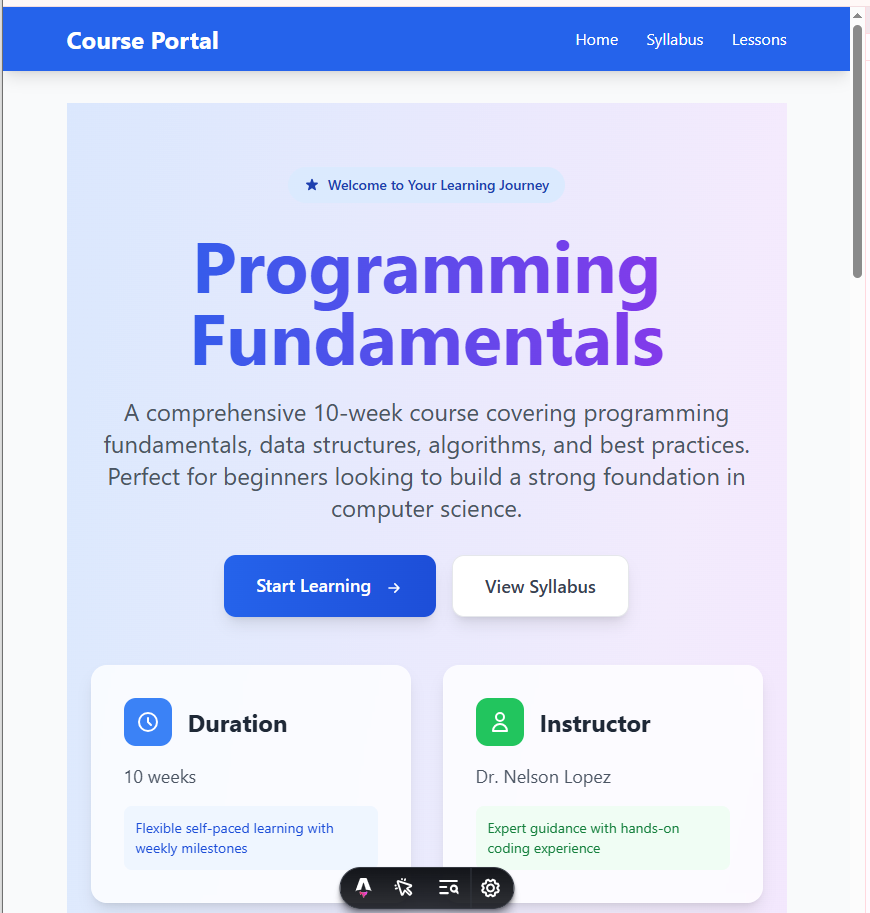 Course Portal
Home
Syllabus
Lessons
Welcome to Your Learning Journey
Programming
Fundamentals
A comprehensive 10-week course covering programming
fundamentals, data structures, algorithms, and best practices.
Perfect for beginners looking to build a strong foundation in
computer science.
Start Learning →
View Syllabus
Duration
10 weeks
Flexible self-paced learning with
weekly milestones
Instructor
Dr. Nelson Lopez
Expert guidance with hands-on
coding experience